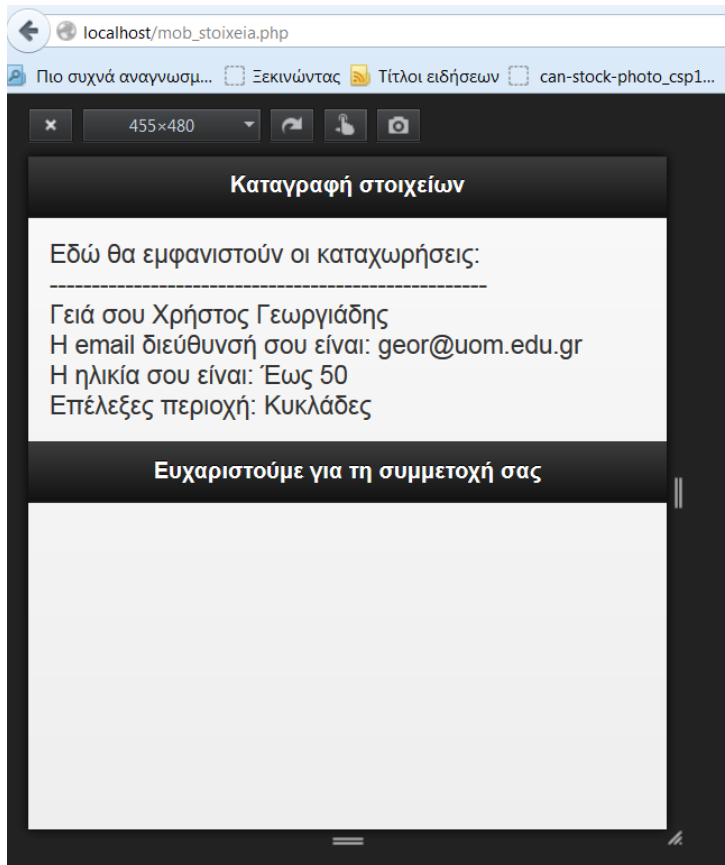 localhost/mob_stoixeia.php
Πιο συχνά αναγνωσμ... Ξεκινώντας Τίτλοι ειδήσεων can-stock-photo_csp1...
455×480
Καταγραφή στοιχείων
Εδώ θα εμφανιστούν οι καταχωρήσεις:
----------------------------------------------------
Γειά σου Χρήστος Γεωργιάδης
Η email διεύθυνσή σου είναι: geor@uom.edu.gr
Η ηλικία σου είναι: Έως 50
Επέλεξες περιοχή: Κυκλάδες
Ευχαριστούμε για τη συμμετοχή σας